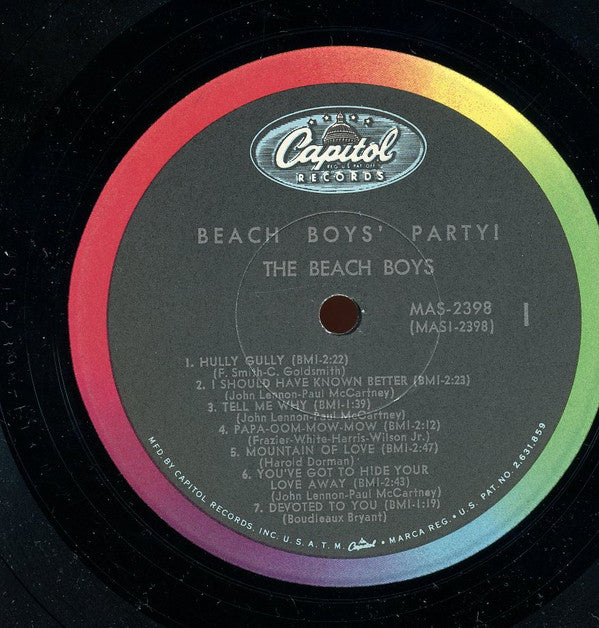 Capitol
REG. U.S. PAT. OFF.
RECORDS
BEACH BOYS' PARTY!
THE BEACH BOYS
MAS-2398 1
(MAS1-2398)
1. HULLY GULLY (BMI-2:22)
(F. Smith-C. Goldsmith)
2. I SHOULD HAVE KNOWN BETTER (BMI-2:23)
(John Lennon-Paul McCartney)
3. TELL ME WHY (BMI-1:39)
(John Lennon-Paul McCartney)
4. PAPA-OOM-MOW-MOW (BMI-2:12)
(Frazier-White-Harris-Wilson Jr.)
5. MOUNTAIN OF LOVE (BMI-2:47)
(Harold Dorman)
6. YOU'VE GOT TO HIDE YOUR
LOVE AWAY (BMI-2:43)
(John Lennon-Paul McCartney)
7. DEVOTED TO YOU (BMI-1:19)
(Boudleaux Bryant)
MFD. BY CAPITOL RECORDS, INC. U.S.A. T.M. Capitol • MARCA REG. • U.S. PAT. NO. 2,631,859